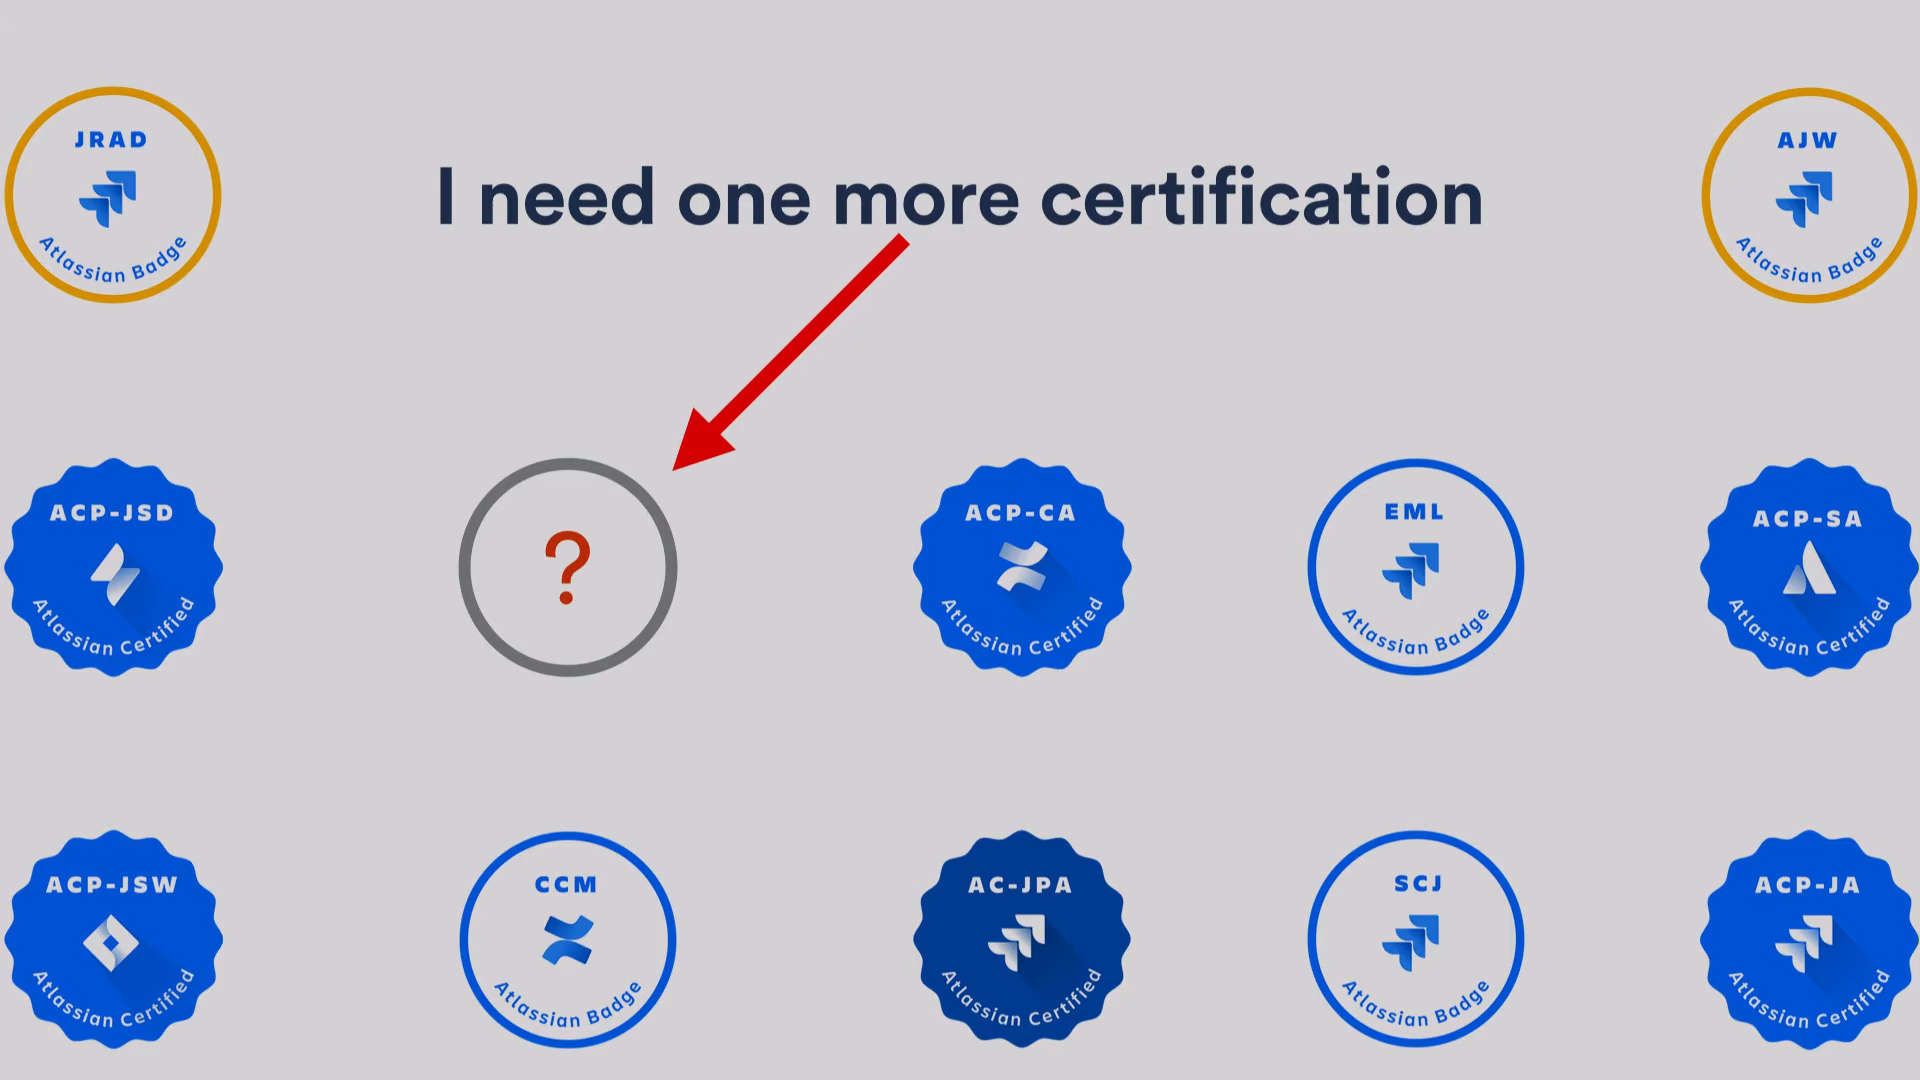 JRAD
Atlassian Badge
I need one more certification
AJW
Atlassian Badge
ACP-JSD
Atlassian Certified
?
ACP-CA
Atlassian Certified
EML
Atlassian Badge
ACP-SA
Atlassian Certified
ACP-JSW
Atlassian Certified
CCM
Atlassian Badge
AC-JPA
Atlassian Certified
SCJ
Atlassian Badge
ACP-JA
Atlassian Certified